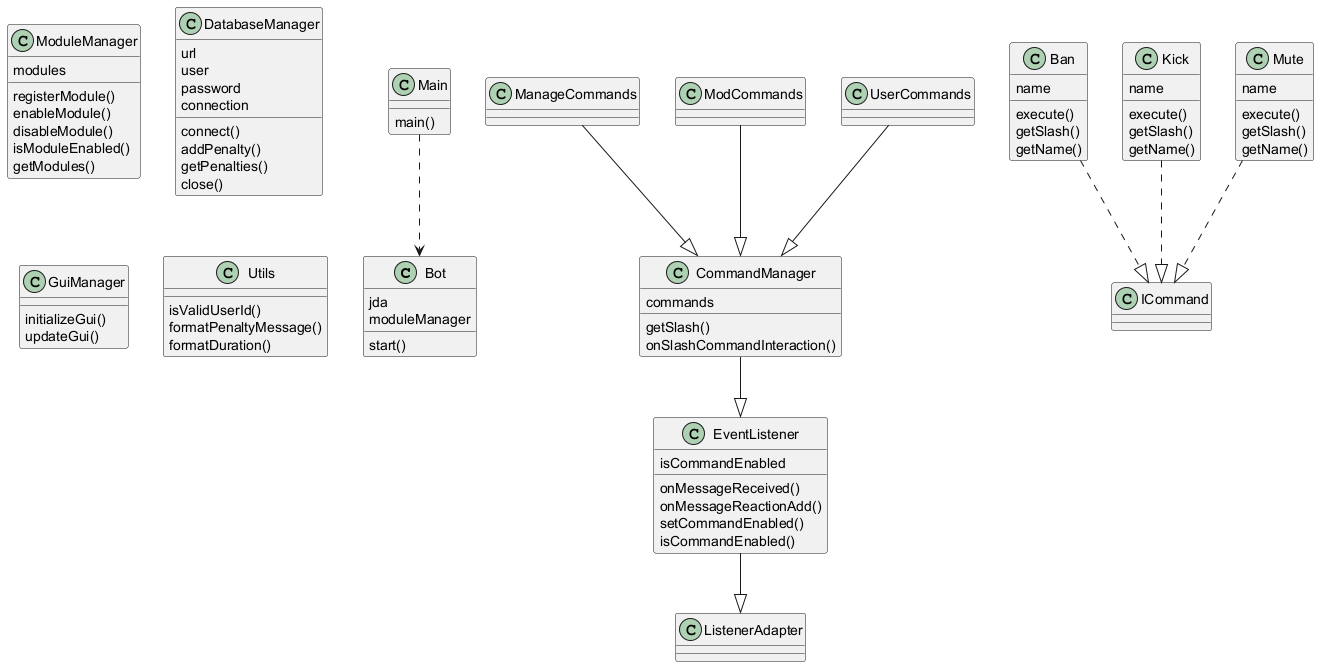 C ModuleManager
modules
registerModule()
enableModule()
disableModule()
isModuleEnabled()
getModules()
C DatabaseManager
url
user
password
connection
connect()
addPenalty()
getPenalties()
close()
C Main
main()
C ManageCommands
C ModCommands
C UserCommands
C Ban
name
execute()
getSlash()
getName()
C Kick
name
execute()
getSlash()
getName()
C Mute
name
execute()
getSlash()
getName()
C GuiManager
initializeGui()
updateGui()
C Utils
isValidUserId()
formatPenaltyMessage()
formatDuration()
C Bot
jda
moduleManager
start()
C CommandManager
commands
getSlash()
onSlashCommandInteraction()
C ICommand
C EventListener
isCommandEnabled
onMessageReceived()
onMessageReactionAdd()
setCommandEnabled()
isCommandEnabled()
C ListenerAdapter